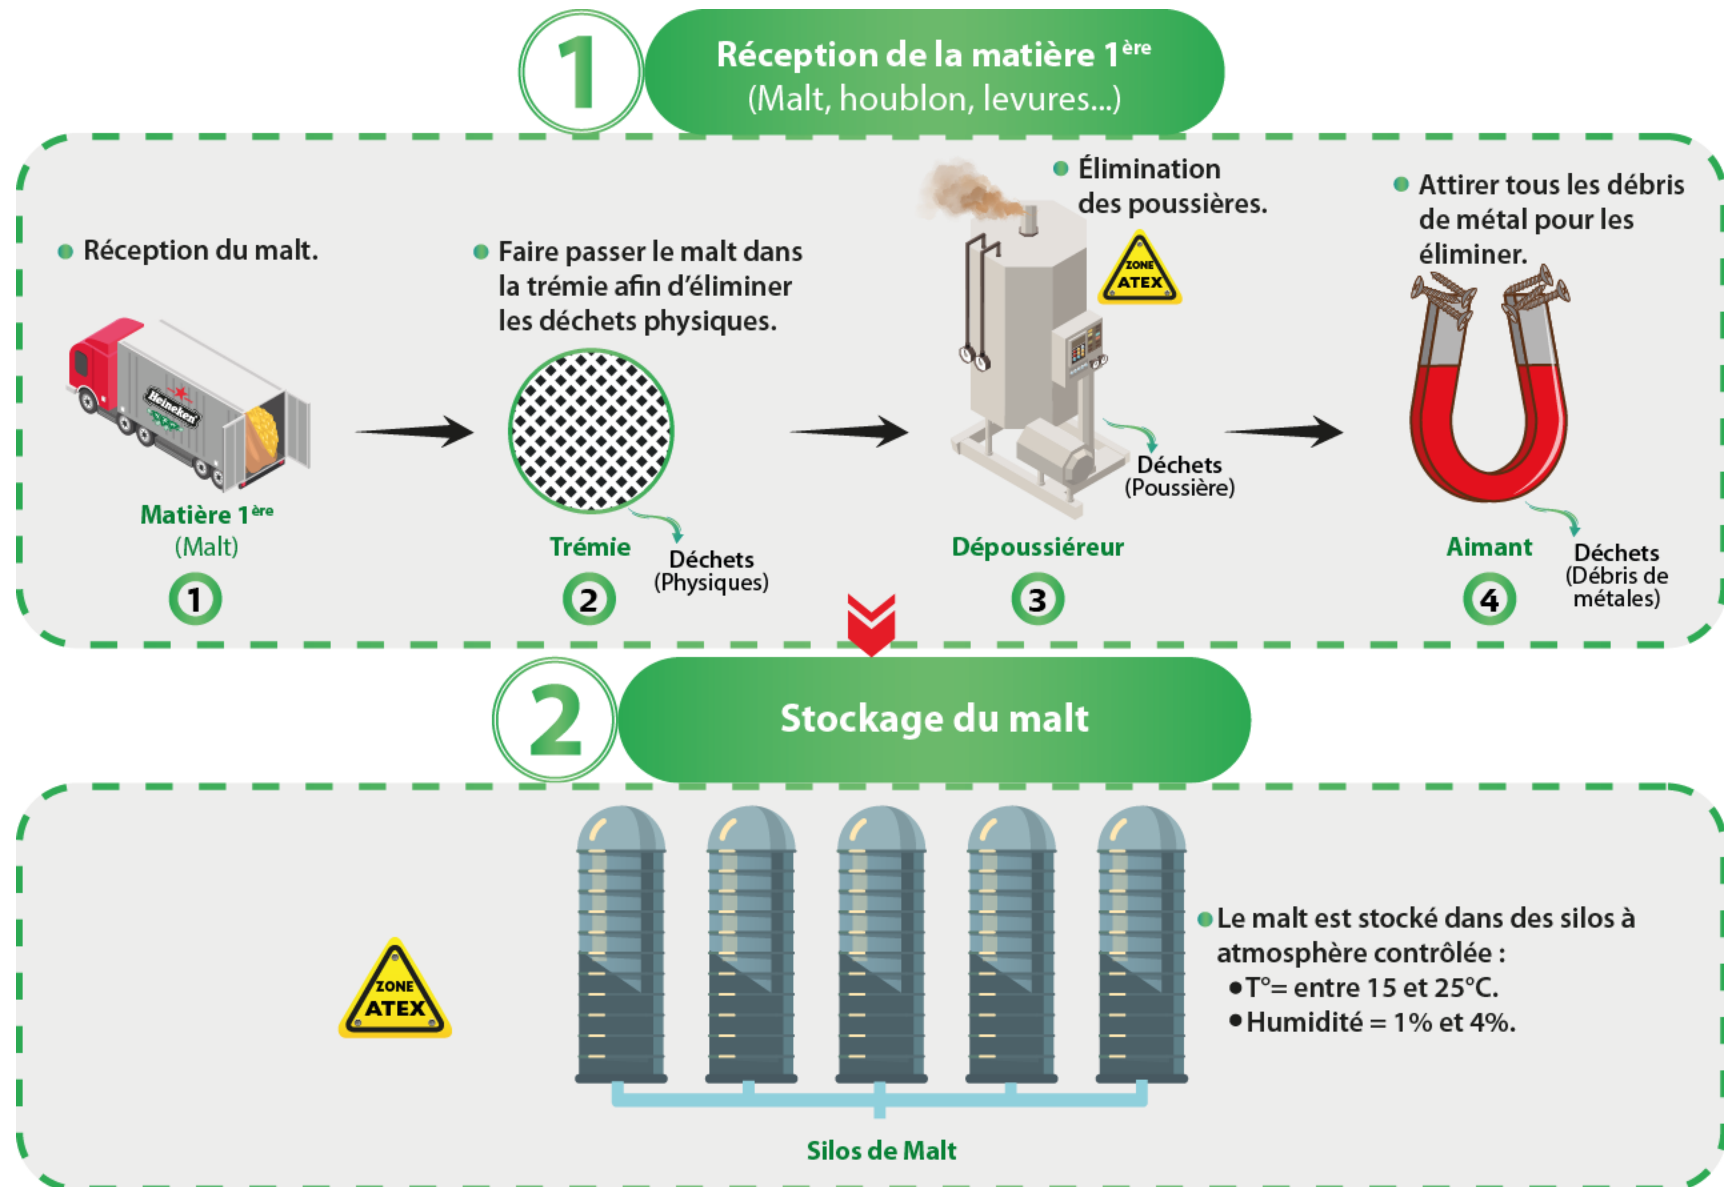 1
Réception de la matière 1ère
(Malt, houblon, levures...)
Réception du malt.
Heineken
Matière 1ère
(Malt)
1
Faire passer le malt dans
la trémie afin d'éliminer
les déchets physiques.
Trémie
Déchets
(Physiques)
2
Élimination
des poussières.
ZONE
ATEX
Déchets
(Poussière)
Dépoussiéreur
3
Attirer tous les débris
de métal pour les
éliminer.
Aimant
Déchets
(Débris de
métales)
4
2
Stockage du malt
ZONE
ATEX
Le malt est stocké dans des silos à
atmosphère contrôlée :
T°= entre 15 et 25°C.
Humidité = 1% et 4%.
Silos de Malt